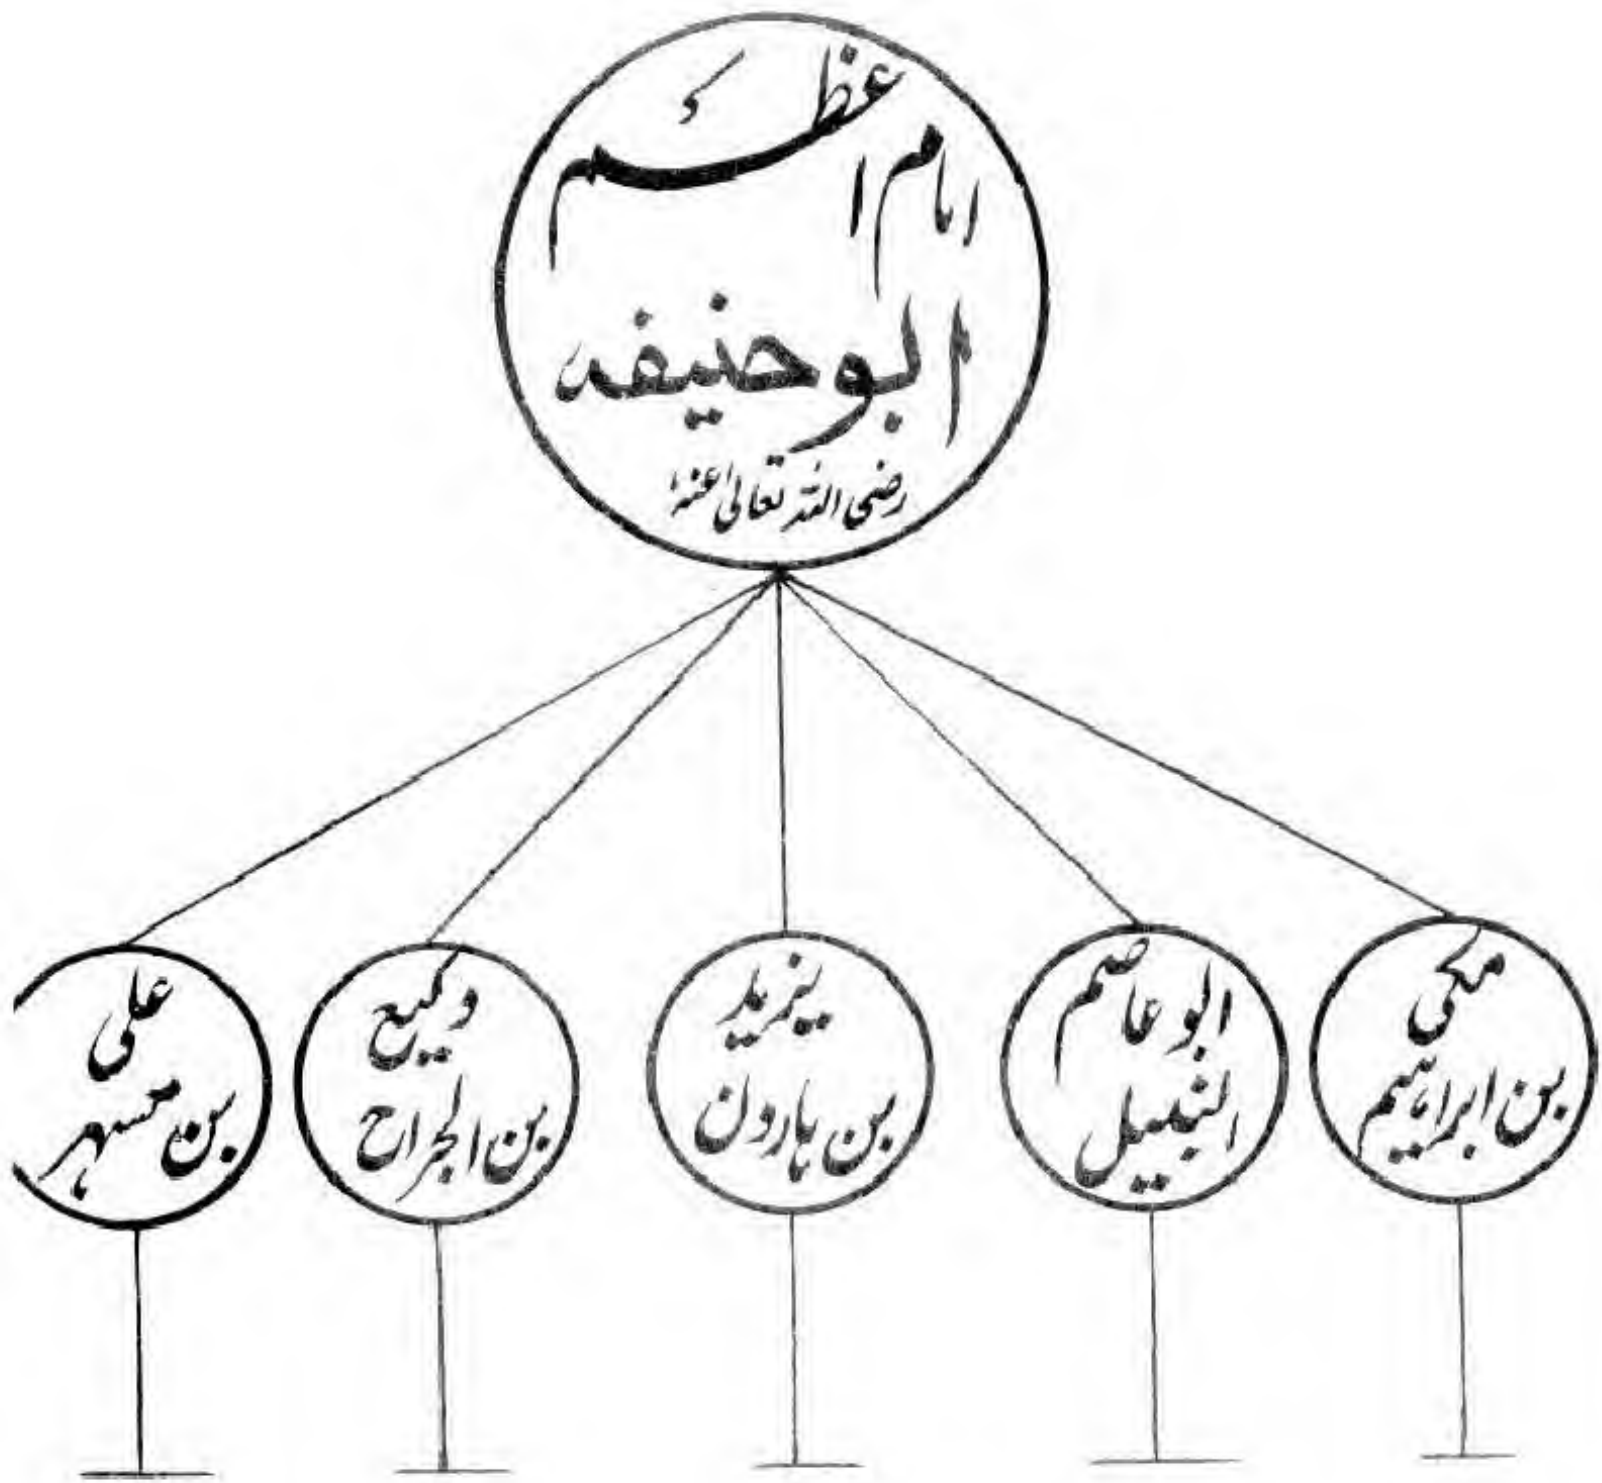 امام اعظم
ابوحنیفہ
رضی اللہ تعالیٰ عنہ
مکی
بن ابراہیم
ابو عاصم
النبیل
یزید
بن ہارون
وکیع
بن الجراح
علی
بن مسہر